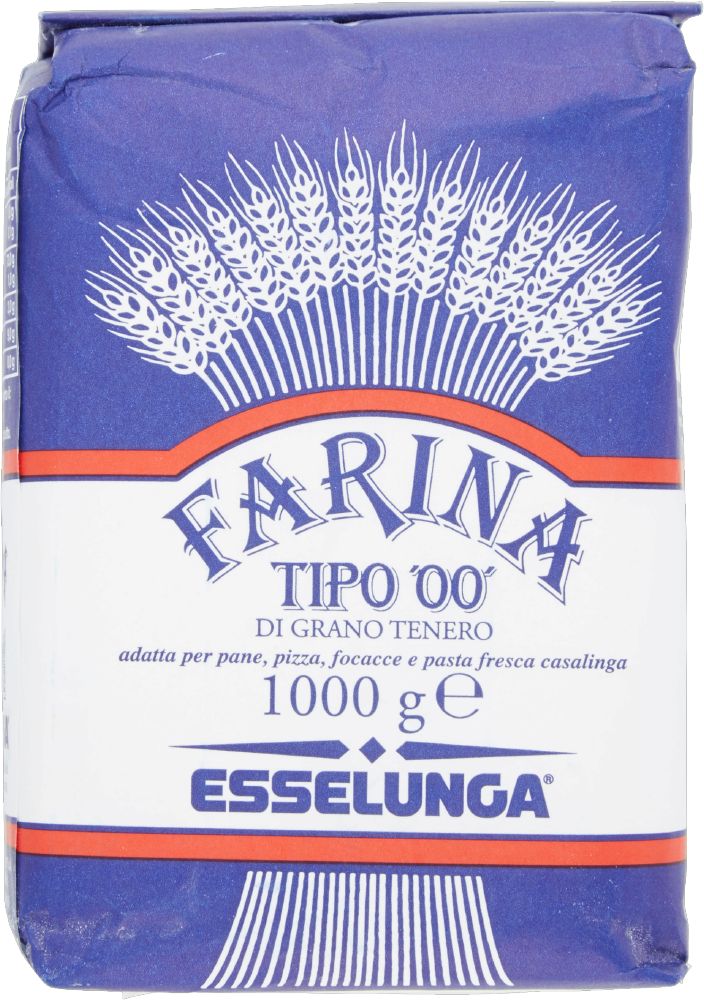 FARINA
TIPO "00"
DI GRANO TENERO
adatta per pane, pizza, focacce e pasta fresca casalinga
1000 g ℮
ESSELUNGA®